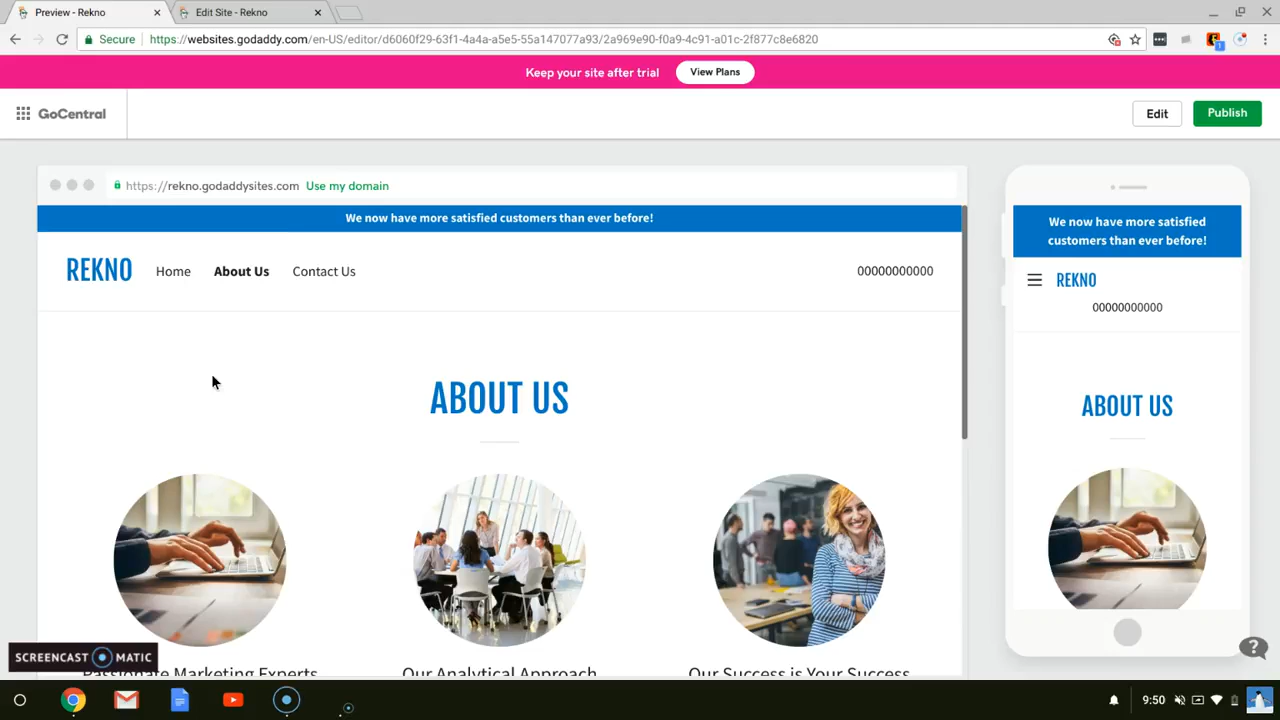 Preview - Rekno
Edit Site - Rekno
Secure
https://websites.godaddy.com/en-US/editor/d6060f29-63f1-4a4a-a5e5-55a147077a93/2a969e90-f0a9-4c91-a01c-2f877c8e6820
Keep your site after trial
View Plans
GoCentral
Edit
Publish
https://rekno.godaddysites.com Use my domain
We now have more satisfied customers than ever before!
REKNO
Home
About Us
Contact Us
00000000000
ABOUT US
Passionate Marketing Experts
Our Analytical Approach
Our Success is Your Success
We now have more satisfied
customers than ever before!
REKNO
00000000000
ABOUT US
?
SCREENCAST MATIC
9:50